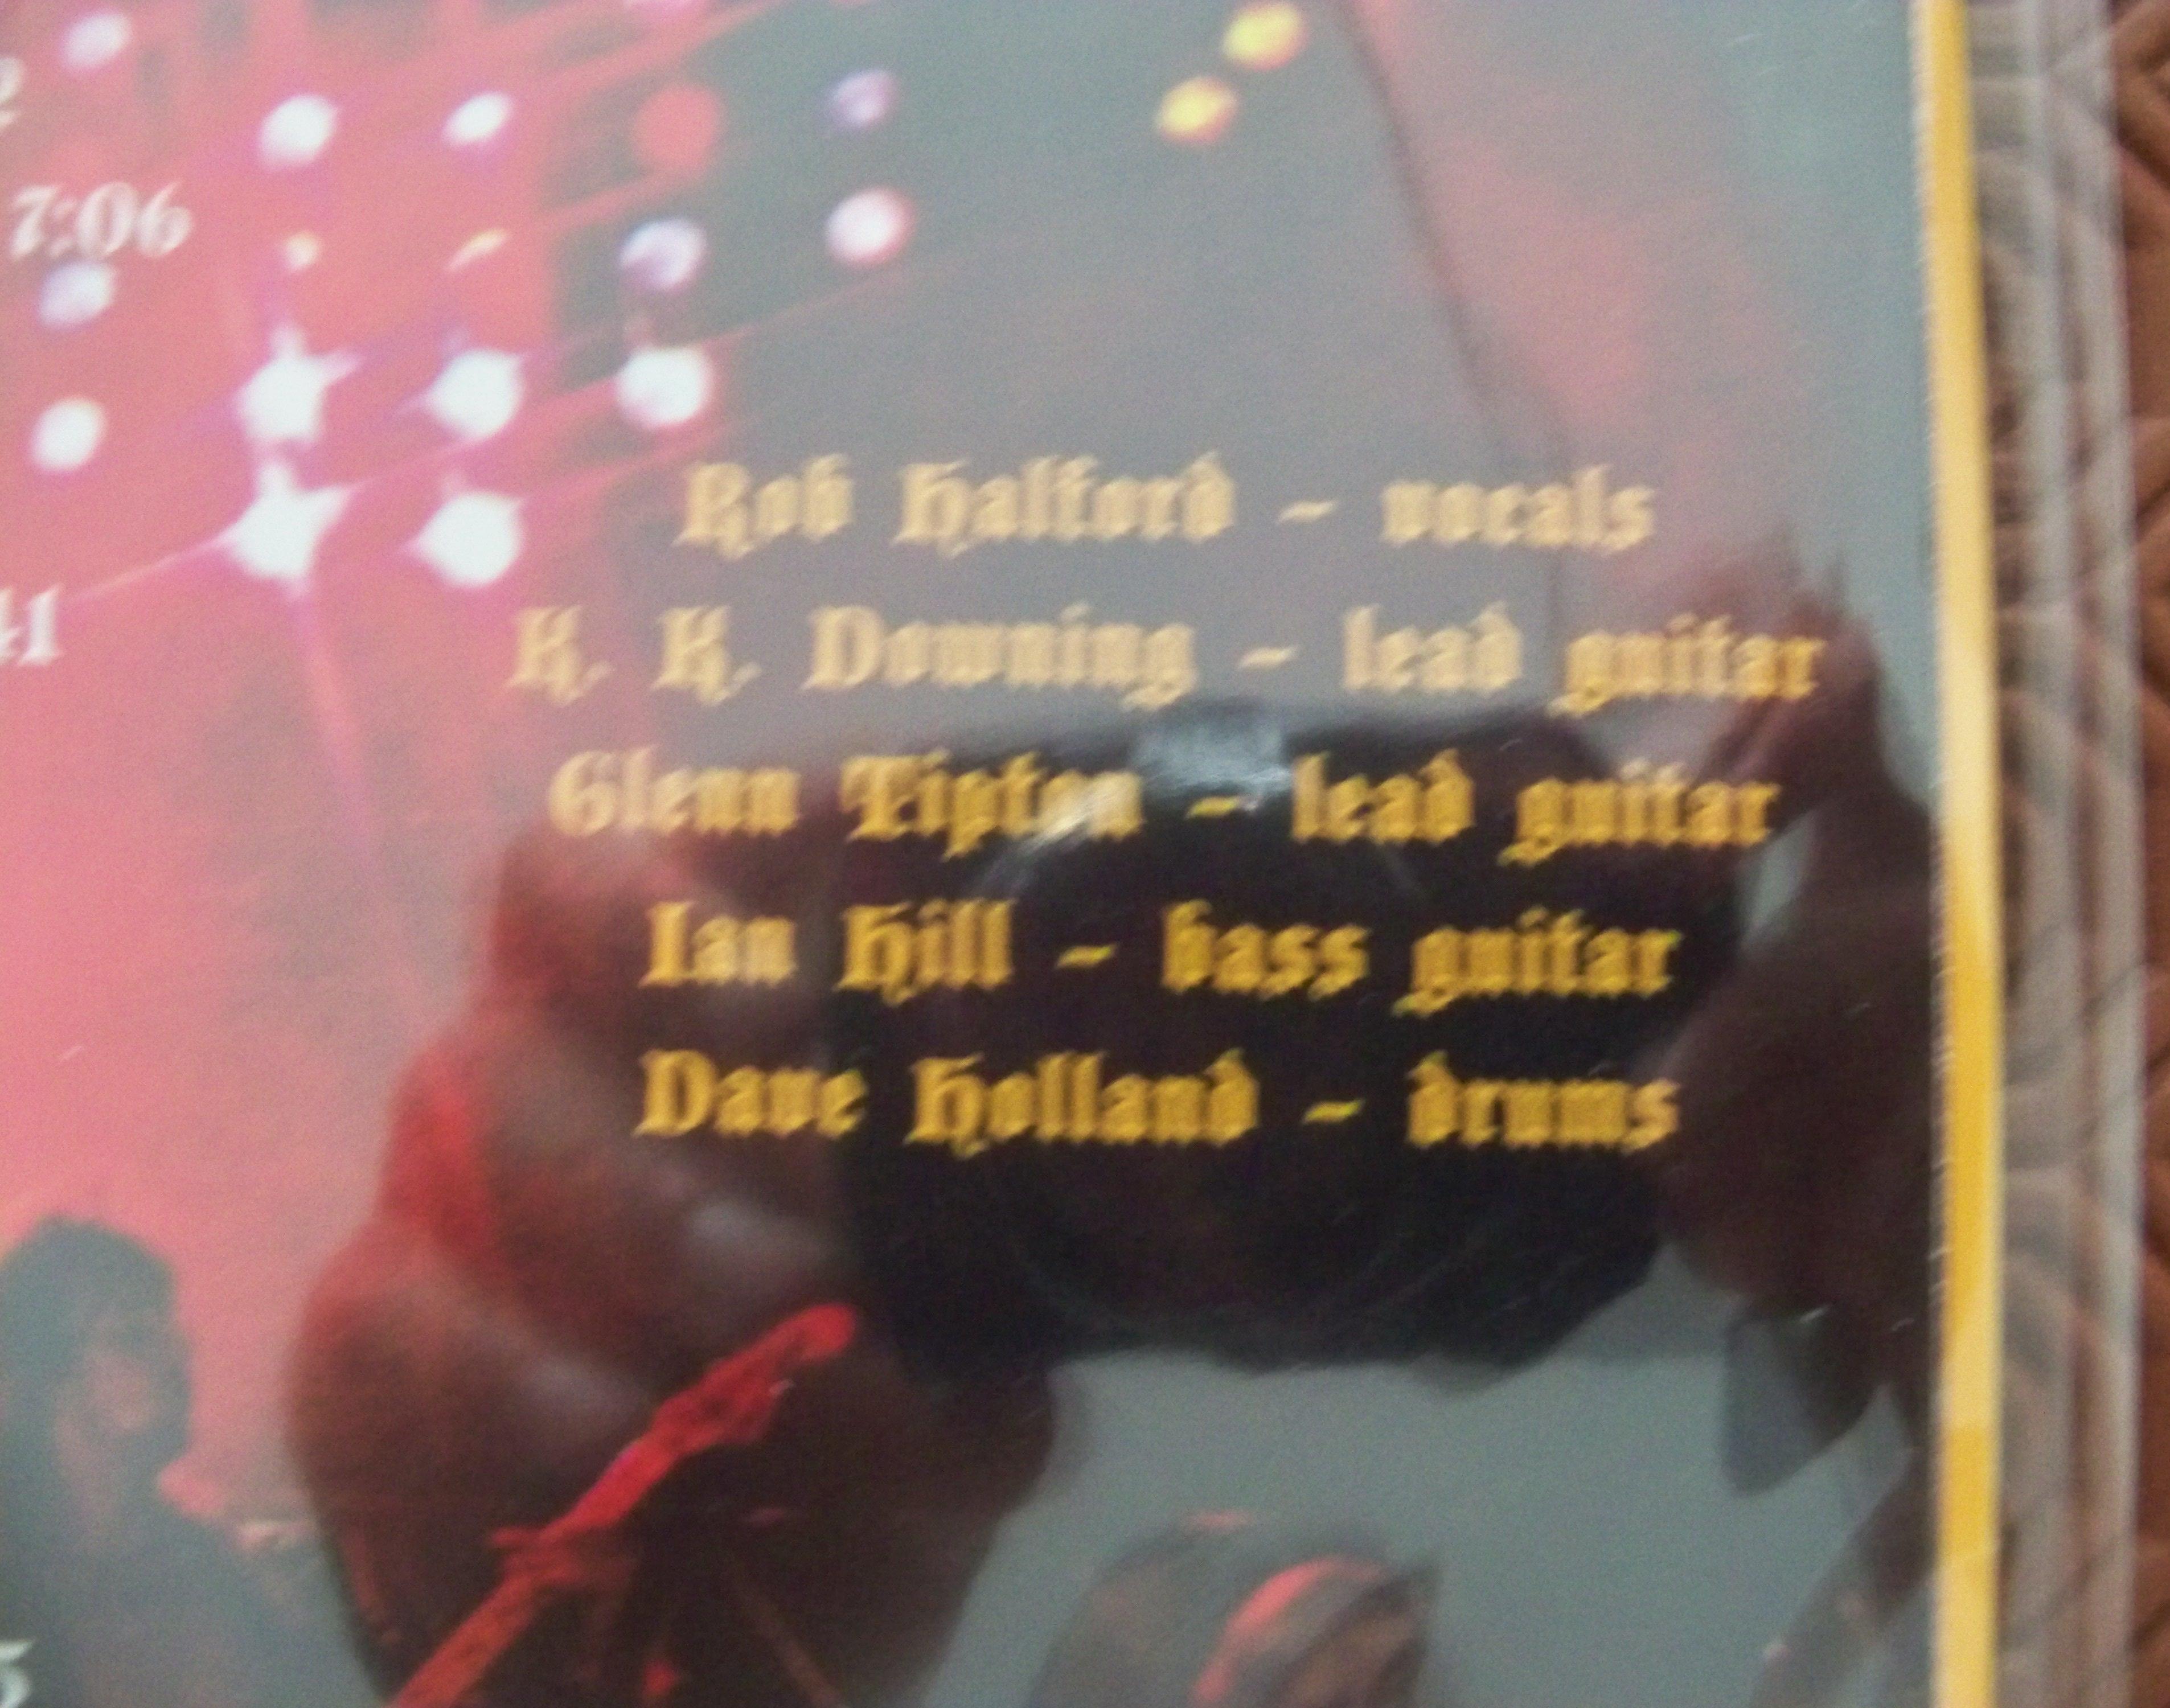 7:06
Rob Halford - vocals
K. K. Downing - lead guitar
Glenn Tipton - lead guitar
Ian Hill - bass guitar
Dave Holland - drums